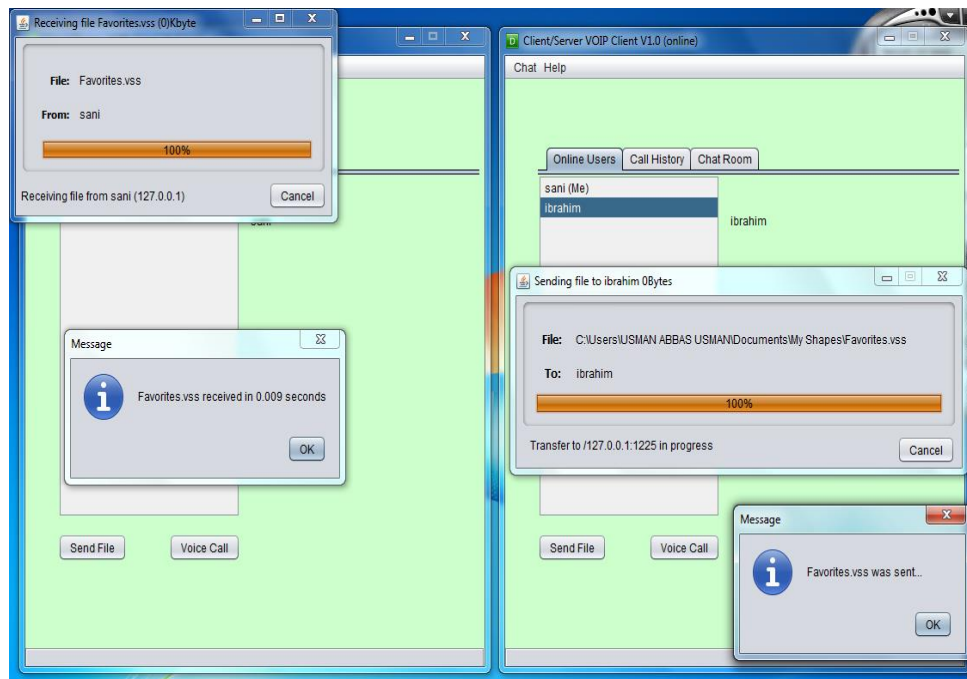 Receiving file Favorites.vss (0)Kbyte
File: Favorites.vss
From: sani
100%
Receiving file from sani (127.0.0.1)
Cancel
Message
Favorites.vss received in 0.009 seconds
OK
Send File
Voice Call
Client/Server VOIP Client V1.0 (online)
Chat Help
Online Users Call History Chat Room
sani (Me)
ibrahim
ibrahim
Sending file to ibrahim 0Bytes
File: C:\Users\USMAN ABBAS USMAN\Documents\My Shapes\Favorites.vss
To: ibrahim
100%
Transfer to /127.0.0.1:1225 in progress
Cancel
Send File
Voice Call
Message
Favorites.vss was sent...
OK